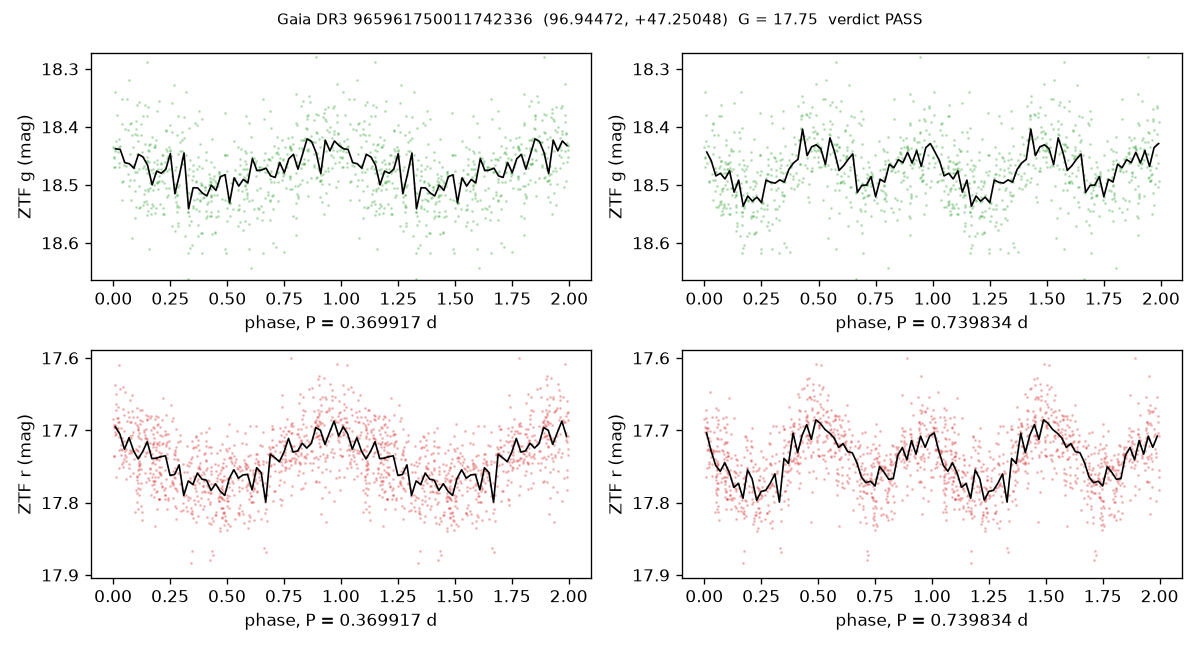 Gaia DR3 965961750011742336  (96.94472, +47.25048)  G = 17.75  verdict PASS
ZTF g (mag)
18.3
18.4
18.5
18.6
0.00 0.25 0.50 0.75 1.00 1.25 1.50 1.75 2.00
phase, P = 0.369917 d
ZTF g (mag)
18.3
18.4
18.5
18.6
0.00 0.25 0.50 0.75 1.00 1.25 1.50 1.75 2.00
phase, P = 0.739834 d
ZTF r (mag)
17.6
17.7
17.8
17.9
0.00 0.25 0.50 0.75 1.00 1.25 1.50 1.75 2.00
phase, P = 0.369917 d
ZTF r (mag)
17.6
17.7
17.8
17.9
0.00 0.25 0.50 0.75 1.00 1.25 1.50 1.75 2.00
phase, P = 0.739834 d